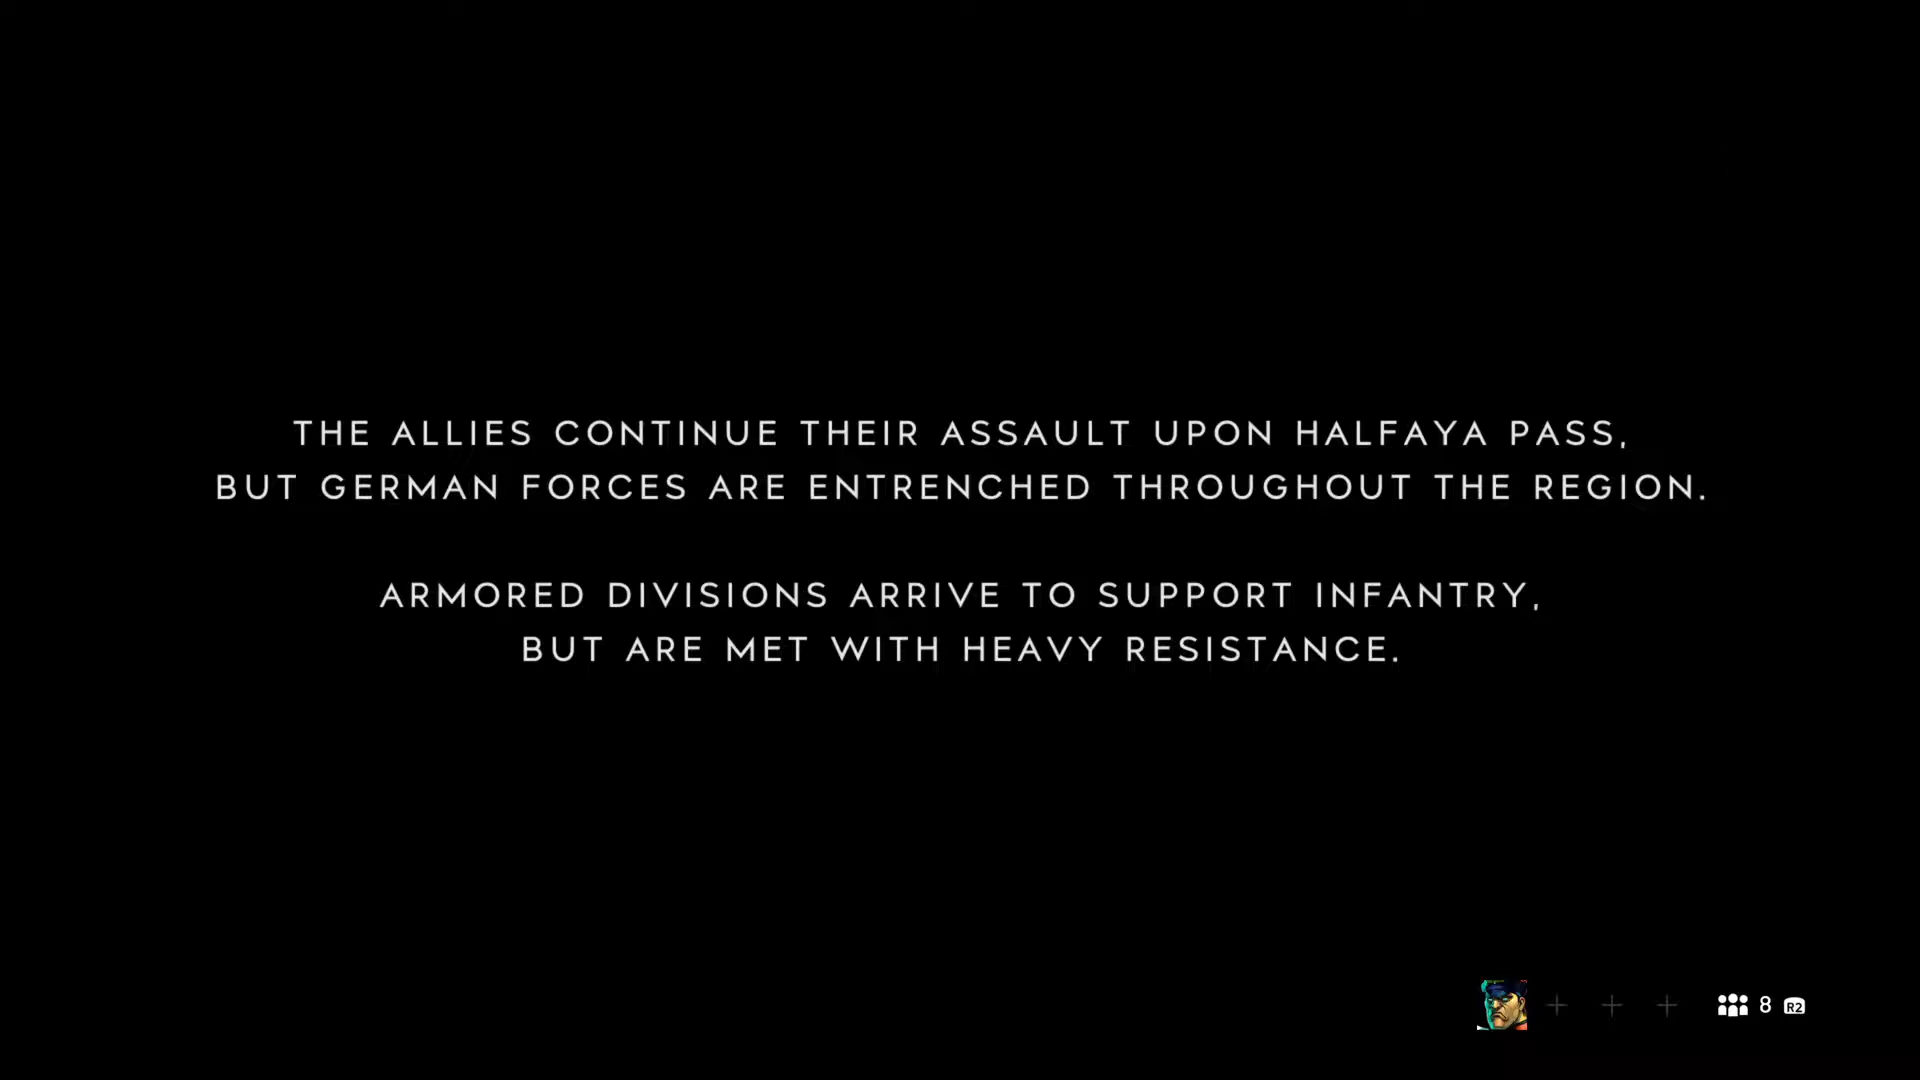 THE ALLIES CONTINUE THEIR ASSAULT UPON HALFAYA PASS,
BUT GERMAN FORCES ARE ENTRENCHED THROUGHOUT THE REGION.
ARMORED DIVISIONS ARRIVE TO SUPPORT INFANTRY,
BUT ARE MET WITH HEAVY RESISTANCE.
8 R2